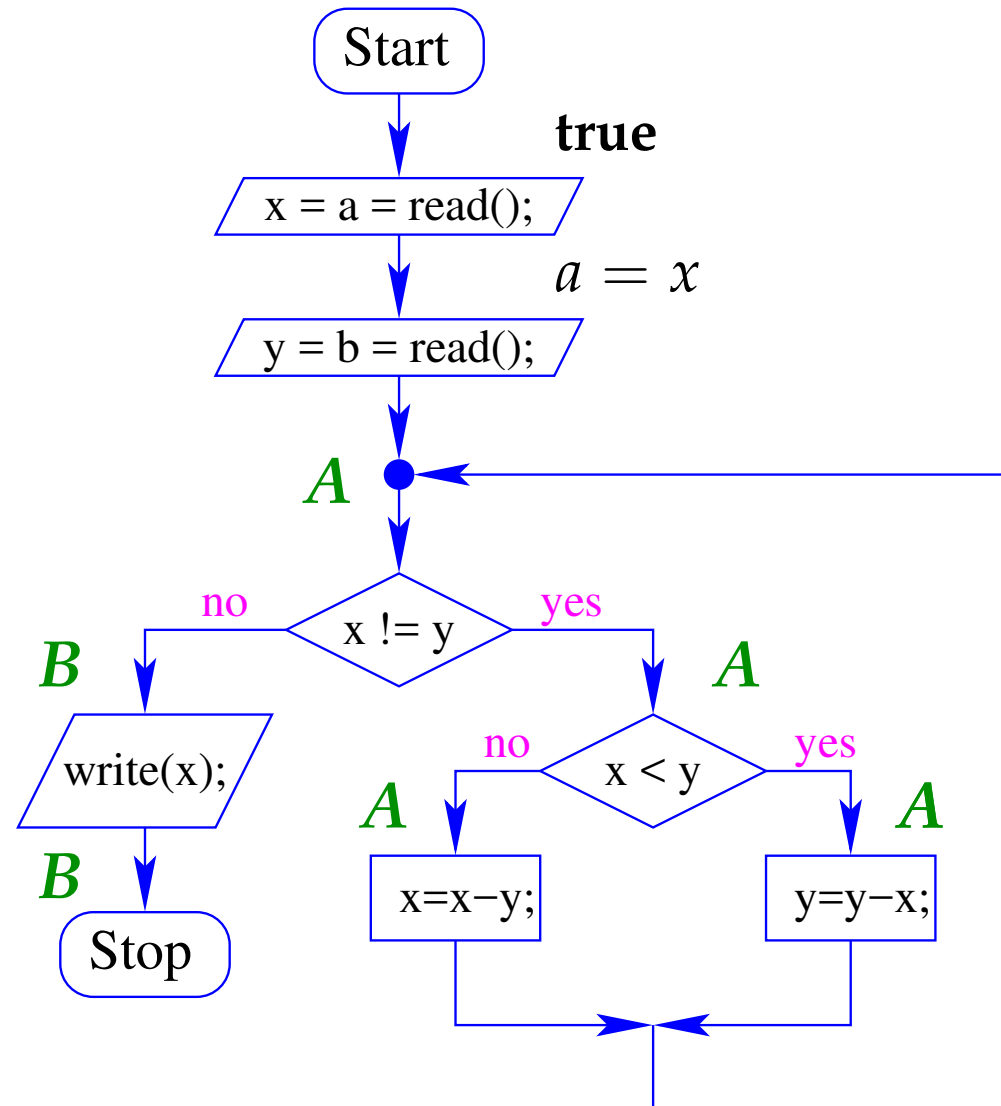 Start
true
x = a = read();
a = x
y = b = read();
A
no
x != y
yes
B
A
write(x);
no
x < y
yes
A
A
B
x=x−y;
y=y−x;
Stop